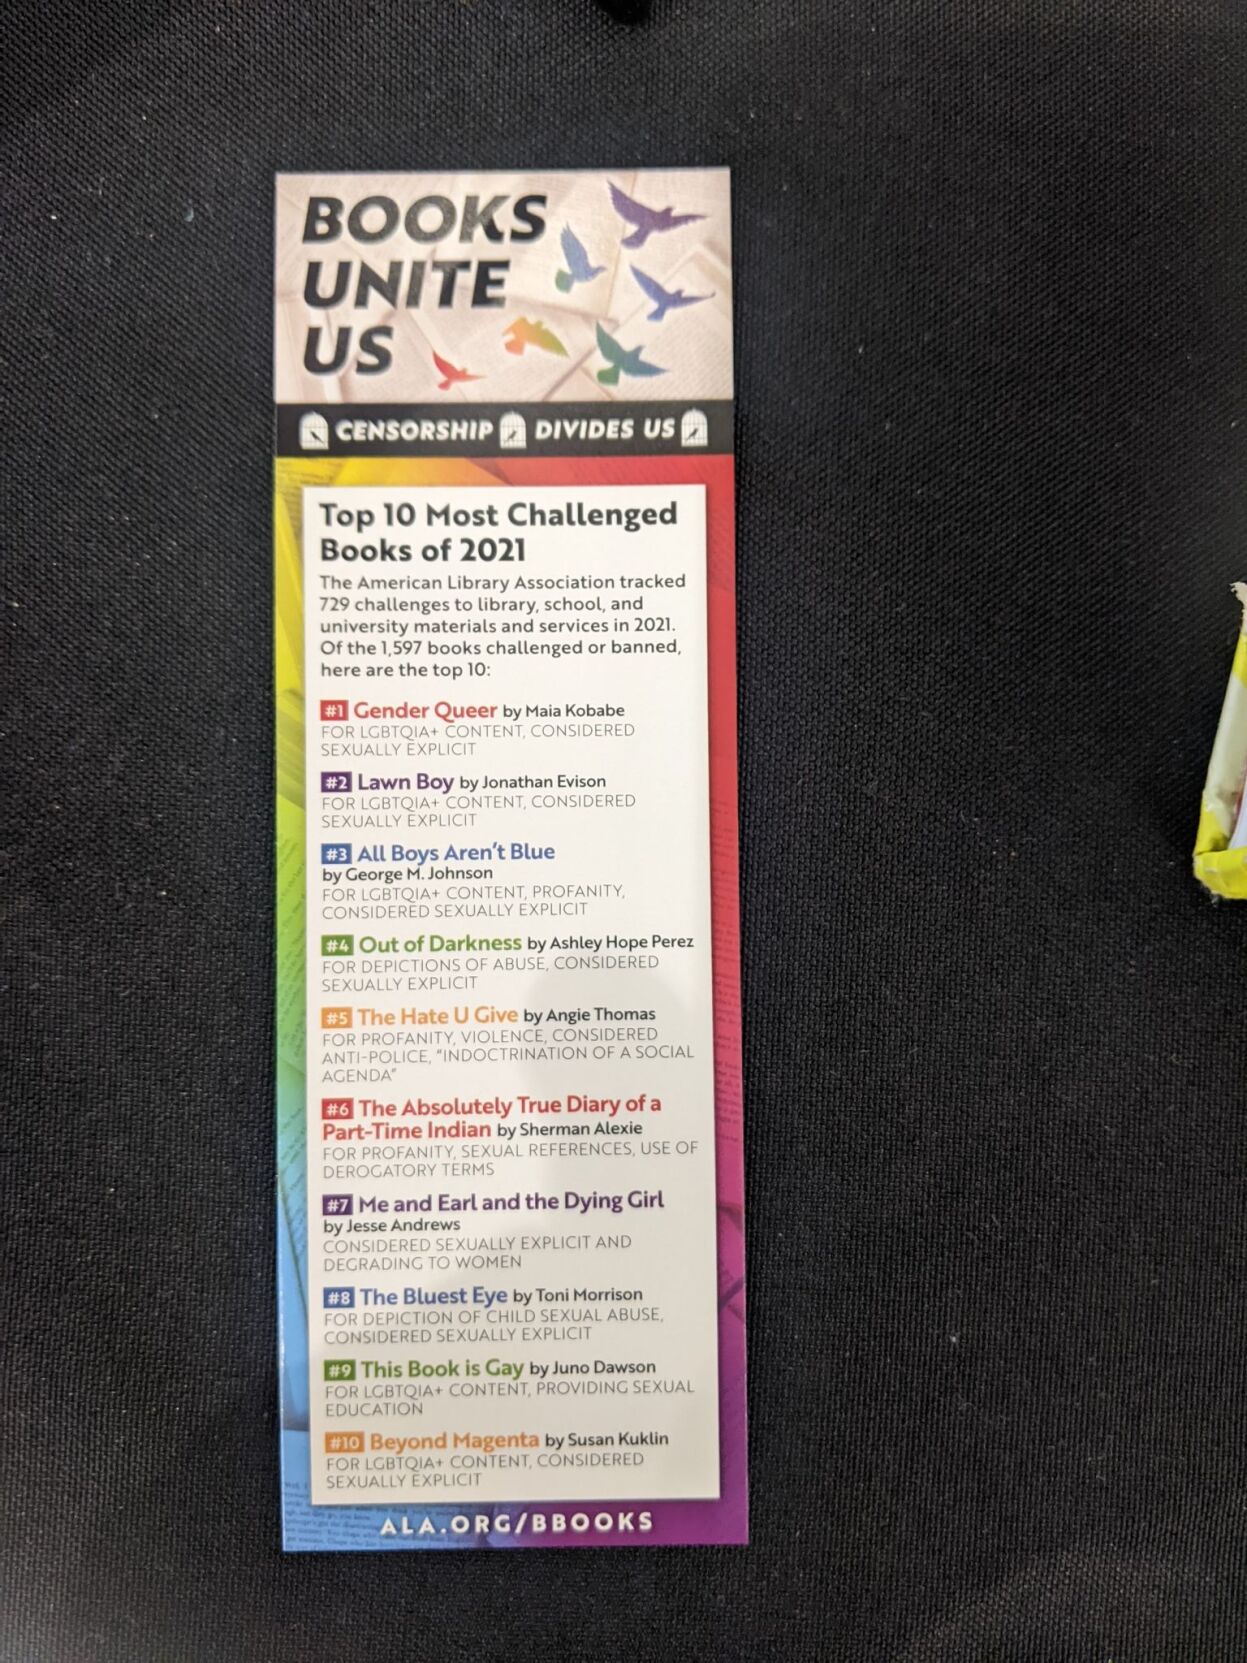 BOOKS
UNITE
US
CENSORSHIP DIVIDES US
Top 10 Most Challenged
Books of 2021
The American Library Association tracked
729 challenges to library, school, and
university materials and services in 2021.
Of the 1,597 books challenged or banned,
here are the top 10:
#1 Gender Queer by Maia Kobabe
FOR LGBTQIA+ CONTENT, CONSIDERED
SEXUALLY EXPLICIT
#2 Lawn Boy by Jonathan Evison
FOR LGBTQIA+ CONTENT, CONSIDERED
SEXUALLY EXPLICIT
#3 All Boys Aren't Blue
by George M. Johnson
FOR LGBTQIA+ CONTENT, PROFANITY,
CONSIDERED SEXUALLY EXPLICIT
#4 Out of Darkness by Ashley Hope Perez
FOR DEPICTIONS OF ABUSE, CONSIDERED
SEXUALLY EXPLICIT
#5 The Hate U Give by Angie Thomas
FOR PROFANITY, VIOLENCE, CONSIDERED
ANTI-POLICE, "INDOCTRINATION OF A SOCIAL
AGENDA"
#6 The Absolutely True Diary of a
Part-Time Indian by Sherman Alexie
FOR PROFANITY, SEXUAL REFERENCES, USE OF
DEROGATORY TERMS
#7 Me and Earl and the Dying Girl
by Jesse Andrews
CONSIDERED SEXUALLY EXPLICIT AND
DEGRADING TO WOMEN
#8 The Bluest Eye by Toni Morrison
FOR DEPICTION OF CHILD SEXUAL ABUSE,
CONSIDERED SEXUALLY EXPLICIT
#9 This Book is Gay by Juno Dawson
FOR LGBTQIA+ CONTENT, PROVIDING SEXUAL
EDUCATION
#10 Beyond Magenta by Susan Kuklin
FOR LGBTQIA+ CONTENT, CONSIDERED
SEXUALLY EXPLICIT
ALA.ORG/BBOOKS